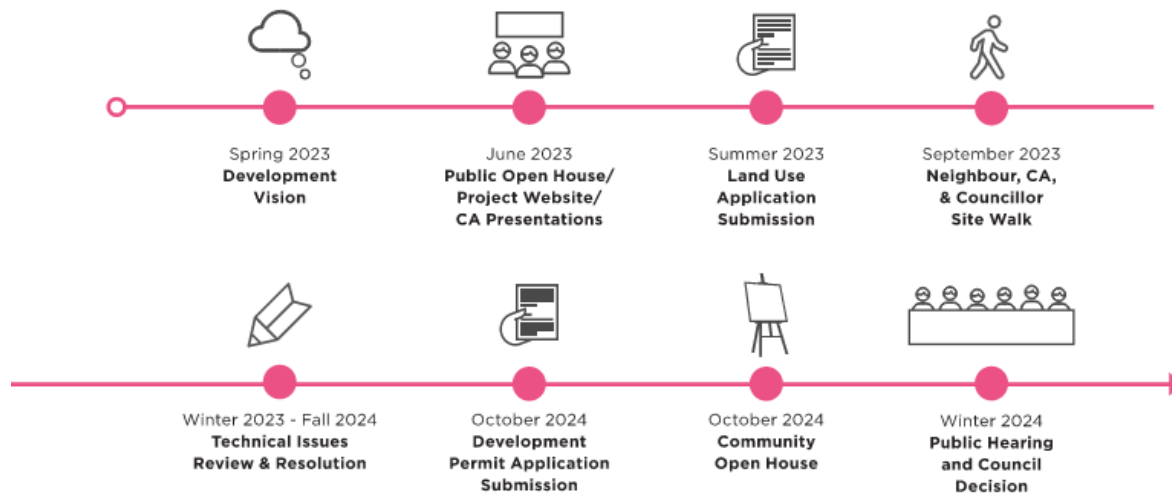 Spring 2023
Development
Vision
June 2023
Public Open House/
Project Website/
CA Presentations
Summer 2023
Land Use
Application
Submission
September 2023
Neighbour, CA,
& Councillor
Site Walk
Winter 2023 - Fall 2024
Technical Issues
Review & Resolution
October 2024
Development
Permit Application
Submission
October 2024
Community
Open House
Winter 2024
Public Hearing
and Council
Decision